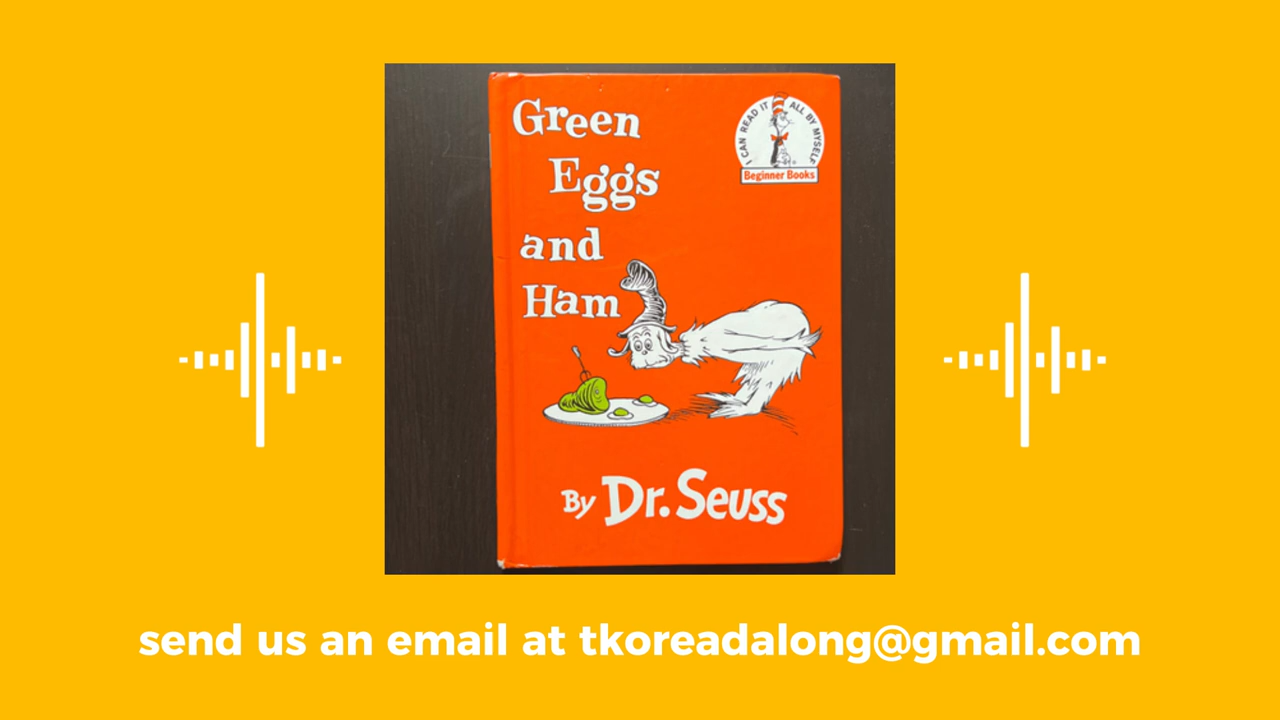 Green
Eggs
and
Ham
I CAN READ IT ALL BY MYSELF
Beginner Books
By Dr. Seuss
send us an email at tkoreadalong@gmail.com